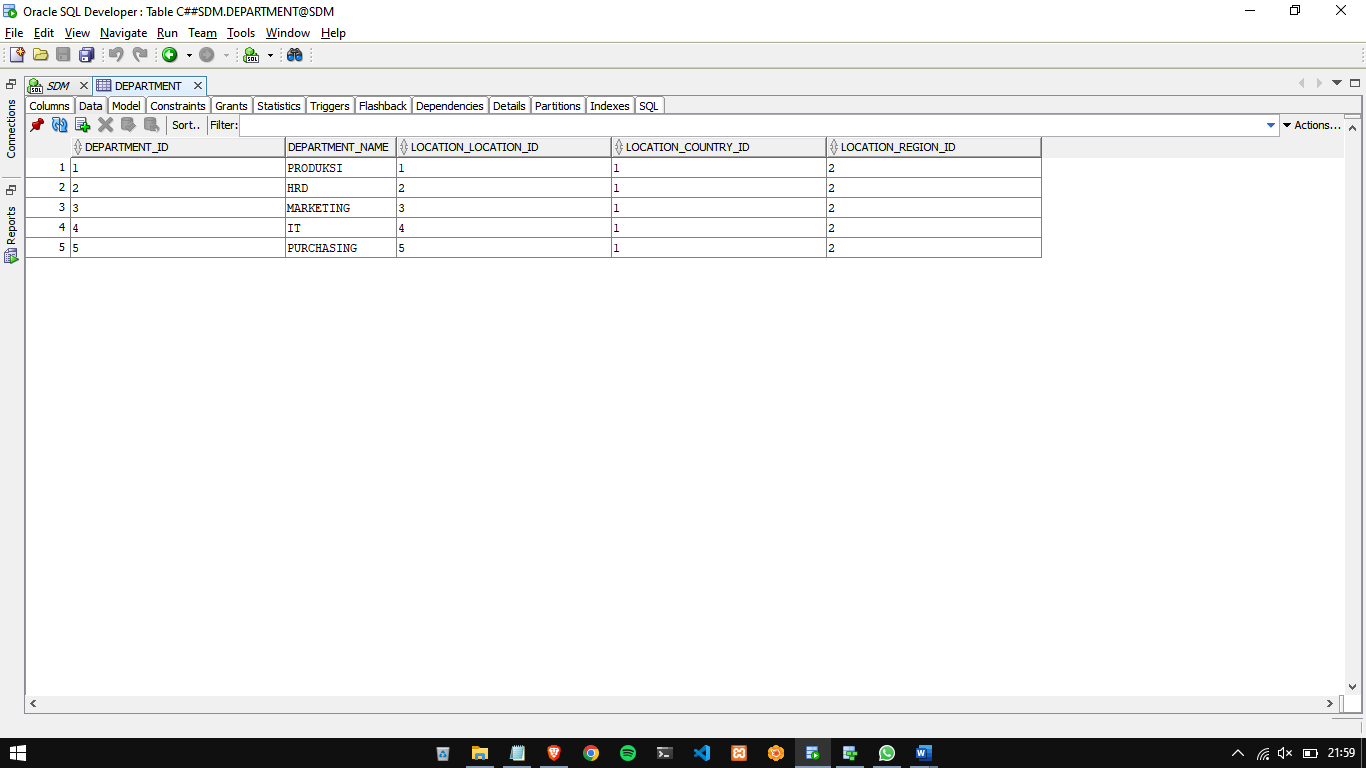 Oracle SQL Developer : Table C##SDM.DEPARTMENT@SDM
File Edit View Navigate Run Team Tools Window Help
SDM DEPARTMENT
Columns Data Model Constraints Grants Statistics Triggers Flashback Dependencies Details Partitions Indexes SQL
Sort.. Filter: Actions...
DEPARTMENT_ID DEPARTMENT_NAME LOCATION_LOCATION_ID LOCATION_COUNTRY_ID LOCATION_REGION_ID
1 1 PRODUKSI 1 1 2
2 2 HRD 2 1 2
3 3 MARKETING 3 1 2
4 4 IT 4 1 2
5 5 PURCHASING 5 1 2
Connections
Reports
21:59